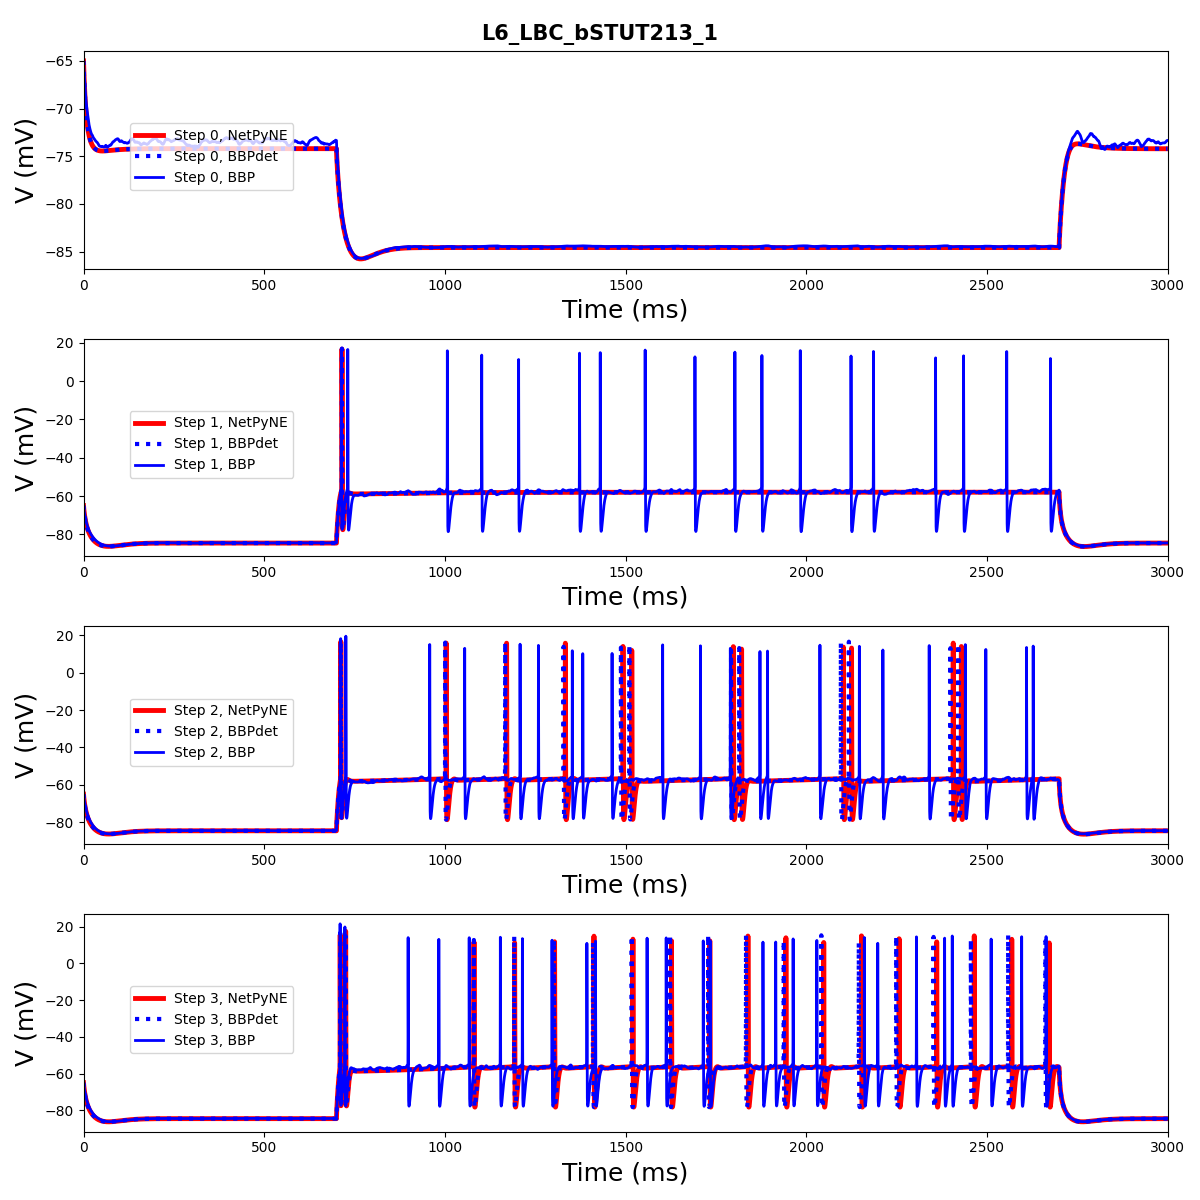 L6_LBC_bSTUT213_1
−65
−70
−75
−80
−85
V (mV)
Step 0, NetPyNE
Step 0, BBPdet
Step 0, BBP
0 500 1000 1500 2000 2500 3000
Time (ms)
20
0
−20
−40
−60
−80
V (mV)
Step 1, NetPyNE
Step 1, BBPdet
Step 1, BBP
0 500 1000 1500 2000 2500 3000
Time (ms)
20
0
−20
−40
−60
−80
V (mV)
Step 2, NetPyNE
Step 2, BBPdet
Step 2, BBP
0 500 1000 1500 2000 2500 3000
Time (ms)
20
0
−20
−40
−60
−80
V (mV)
Step 3, NetPyNE
Step 3, BBPdet
Step 3, BBP
0 500 1000 1500 2000 2500 3000
Time (ms)